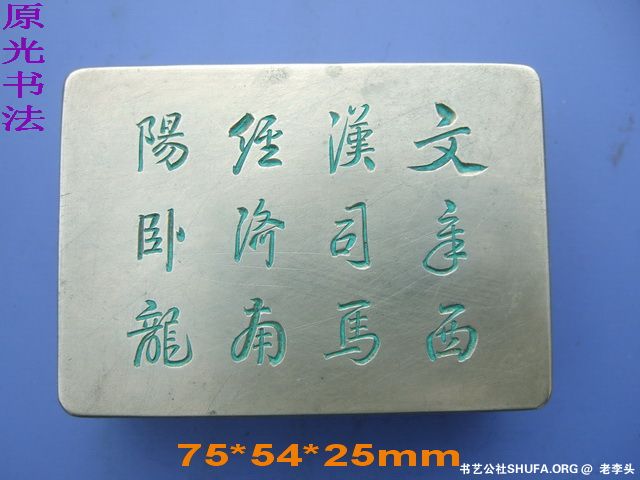 原光书法
文章西
漢司馬
經濟南
陽臥龍
75*54*25mm
书艺公社SHUFA.ORG @ 老李头